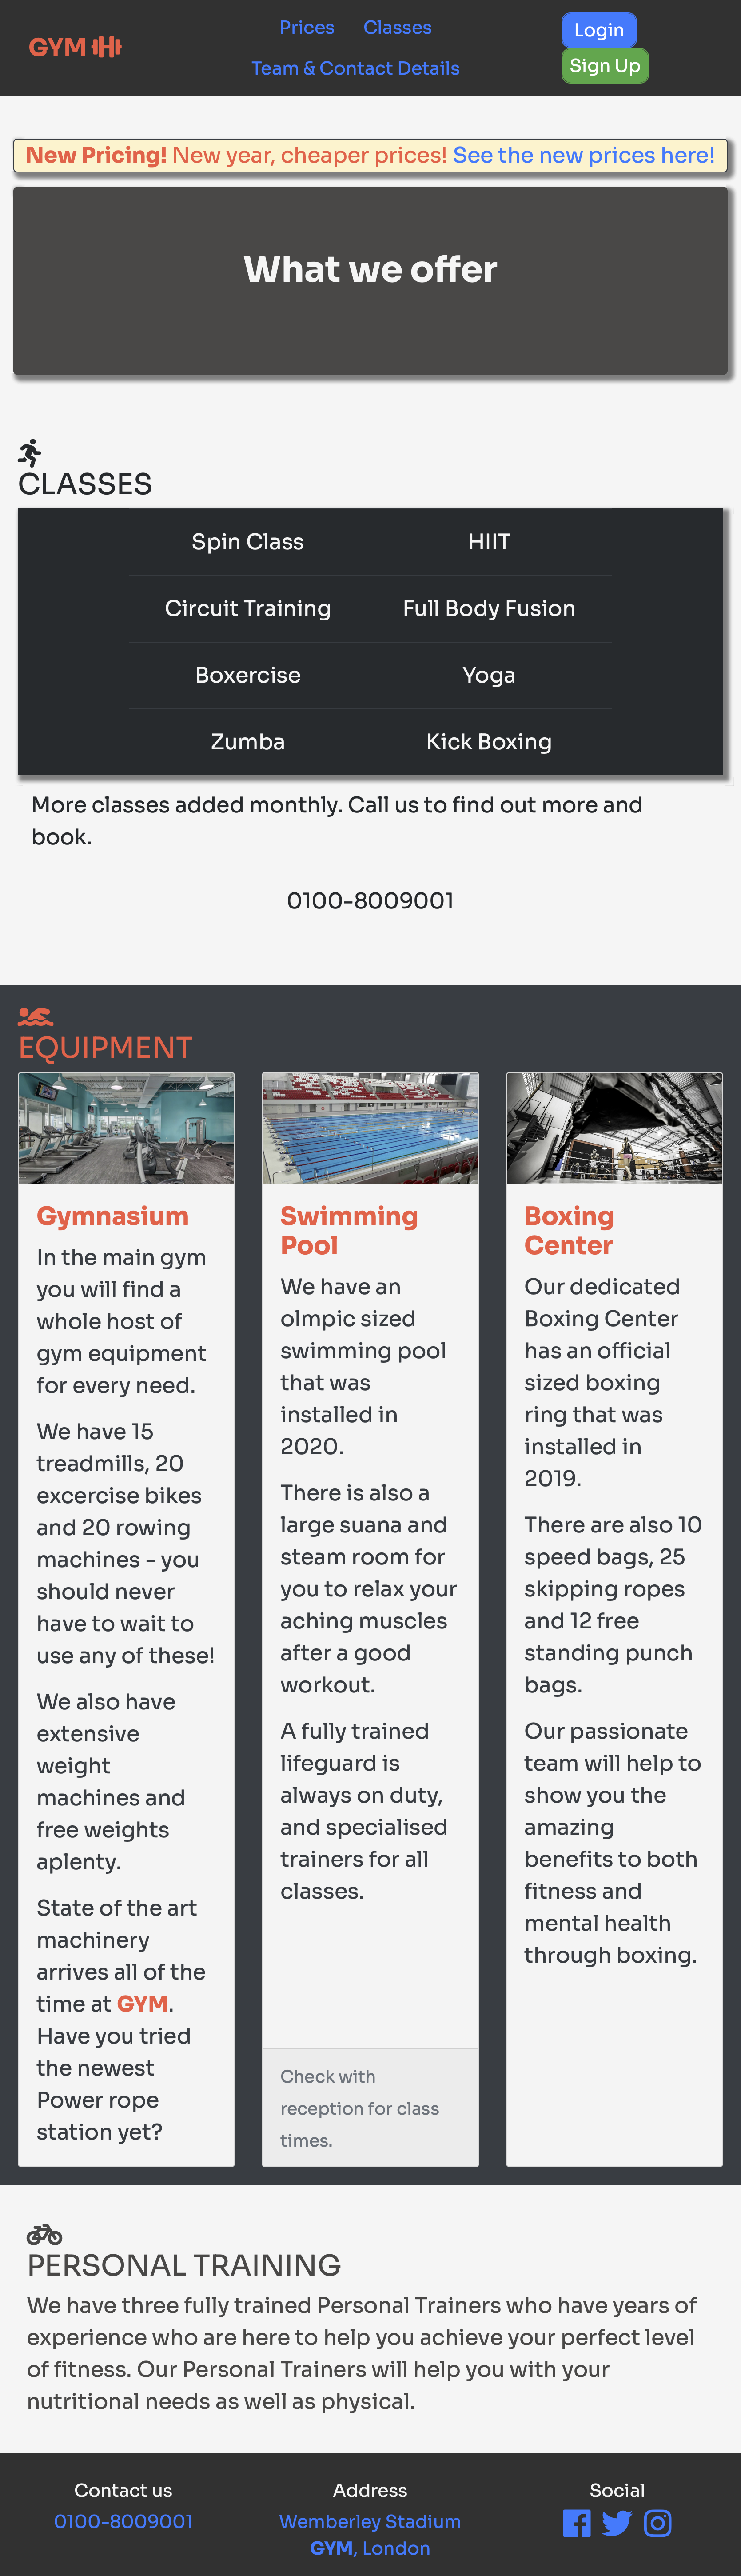 GYM
Prices Classes
Team & Contact Details
Login
Sign Up
New Pricing! New year, cheaper prices! See the new prices here!
What we offer
CLASSES
Spin Class HIIT
Circuit Training Full Body Fusion
Boxercise Yoga
Zumba Kick Boxing
More classes added monthly. Call us to find out more and
book.
0100-8009001
EQUIPMENT
Gymnasium
In the main gym
you will find a
whole host of
gym equipment
for every need.
We have 15
treadmills, 20
excercise bikes
and 20 rowing
machines - you
should never
have to wait to
use any of these!
We also have
extensive
weight
machines and
free weights
aplenty.
State of the art
machinery
arrives all of the
time at GYM.
Have you tried
the newest
Power rope
station yet?
Swimming
Pool
We have an
olmpic sized
swimming pool
that was
installed in
2020.
There is also a
large suana and
steam room for
you to relax your
aching muscles
after a good
workout.
A fully trained
lifeguard is
always on duty,
and specialised
trainers for all
classes.
Check with
reception for class
times.
Boxing
Center
Our dedicated
Boxing Center
has an official
sized boxing
ring that was
installed in
2019.
There are also 10
speed bags, 25
skipping ropes
and 12 free
standing punch
bags.
Our passionate
team will help to
show you the
amazing
benefits to both
fitness and
mental health
through boxing.
PERSONAL TRAINING
We have three fully trained Personal Trainers who have years of
experience who are here to help you achieve your perfect level
of fitness. Our Personal Trainers will help you with your
nutritional needs as well as physical.
Contact us
0100-8009001
Address
Wemberley Stadium
GYM, London
Social